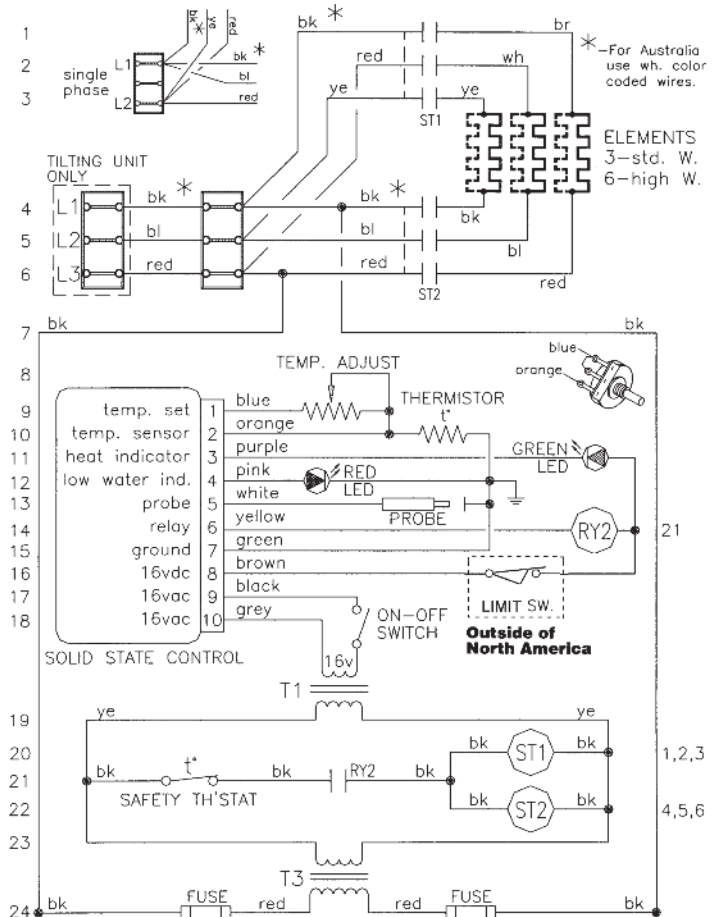 bk
*
ye
red
1
bk
*
br
*
-For Australia
use wh. color
coded wires.
2
single
phase
L1
bk
*
bl
red
wh
3
L2
red
ye
ye
ST1
ELEMENTS
3-std. W.
6-high W.
TILTING UNIT
ONLY
4
L1
bk
*
bk
*
bk
5
L2
bl
bl
bl
6
L3
red
red
red
ST2
7
bk
bk
blue
orange
8
TEMP. ADJUST
9
temp. set
1
blue
THERMISTOR
t°
10
temp. sensor
2
orange
11
heat indicator
3
purple
GREEN
LED
12
low water ind.
4
pink
RED
LED
13
probe
5
white
PROBE
14
relay
6
yellow
RY2
21
15
ground
7
green
16
16vdc
8
brown
LIMIT SW.
17
16vac
9
black
18
16vac
10
grey
ON-OFF
SWITCH
Outside of
North America
SOLID STATE CONTROL
16v
T1
19
ye
ye
20
bk
ST1
bk
1,2,3
21
bk
t°
bk
RY2
bk
SAFETY TH'STAT
22
bk
ST2
bk
4,5,6
23
T3
24
bk
FUSE
red
red
FUSE
bk